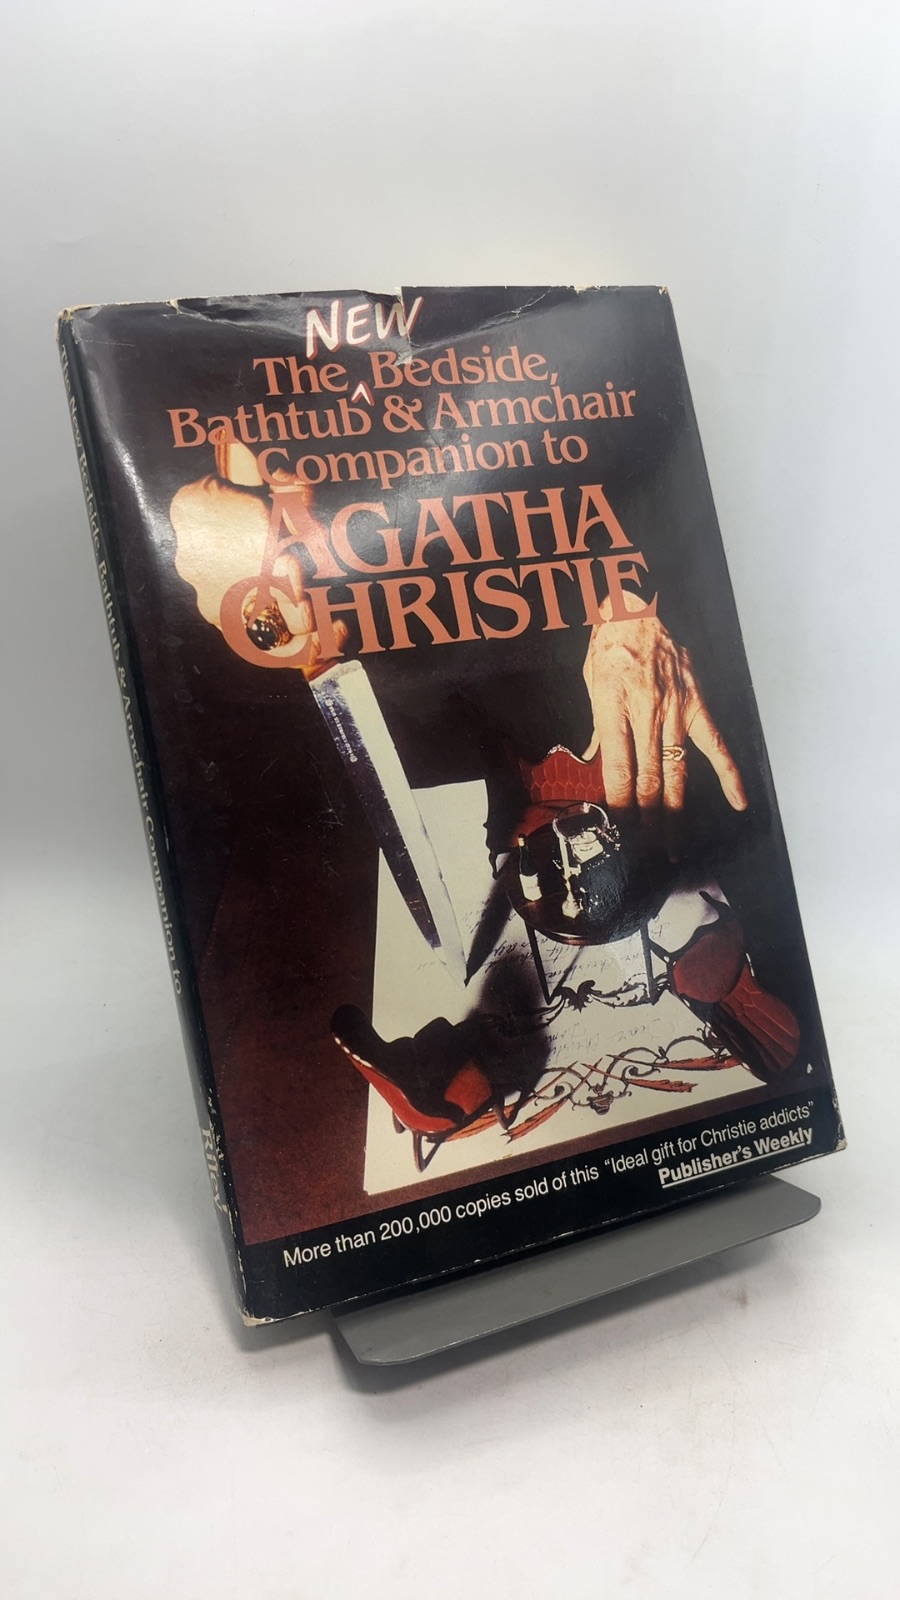 NEW
The ^ Bedside,
Bathtub & Armchair
Companion to
AGATHA
CHRISTIE
More than 200,000 copies sold of this "Ideal gift for Christie addicts"
Publisher's Weekly
The New Bedside, Bathtub & Armchair Companion to
Riley